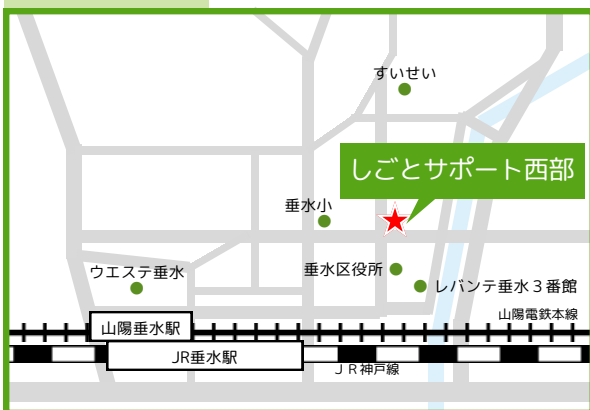 すいせい
しごとサポート西部
垂水小
ウエステ垂水
垂水区役所
レバンテ垂水３番館
山陽電鉄本線
山陽垂水駅
JR垂水駅
ＪＲ神戸線